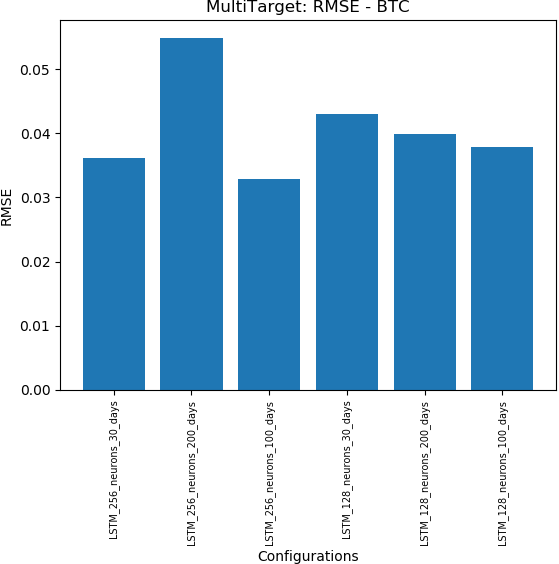 MultiTarget: RMSE - BTC
RMSE
0.05
0.04
0.03
0.02
0.01
0.00
LSTM_256_neurons_30_days
LSTM_256_neurons_200_days
LSTM_256_neurons_100_days
LSTM_128_neurons_30_days
LSTM_128_neurons_200_days
LSTM_128_neurons_100_days
Configurations